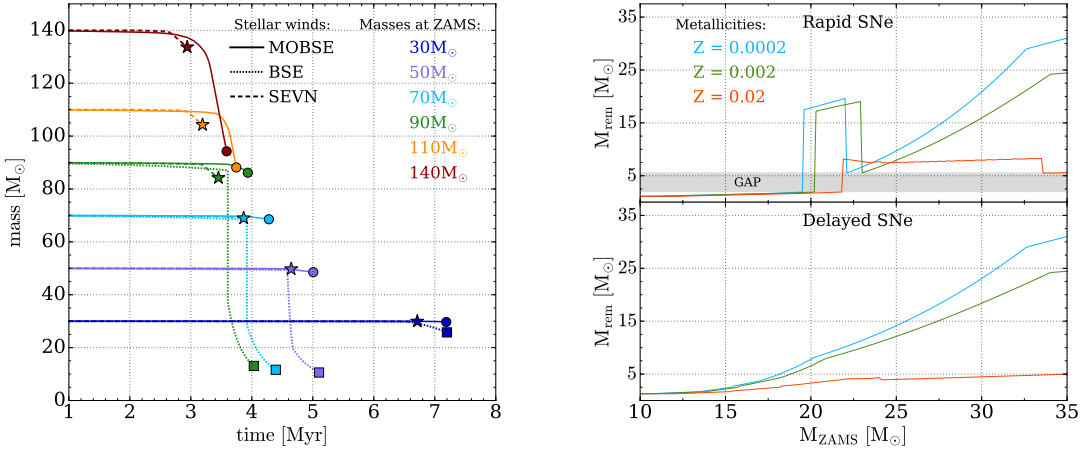 Stellar winds:
MOBSE
BSE
SEVN
Masses at ZAMS:
30M☉
50M☉
70M☉
90M☉
110M☉
140M☉
mass [M☉]
140
120
100
80
60
40
20
0
1 2 3 4 5 6 7 8
time [Myr]
Metallicities:
Z = 0.0002
Z = 0.002
Z = 0.02
Rapid SNe
GAP
Mrem [M☉]
35
25
15
5
Delayed SNe
Mrem [M☉]
35
25
15
5
10 15 20 25 30 35
MZAMS [M☉]